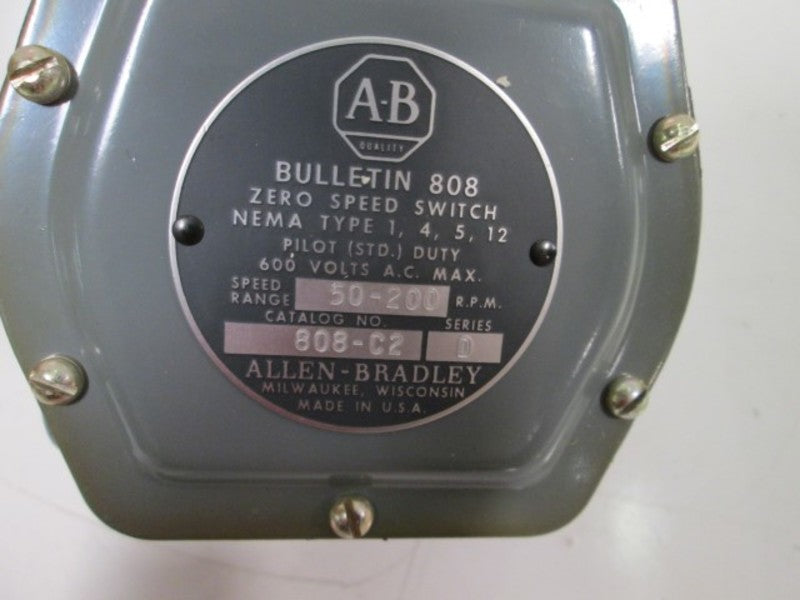 A-B
QUALITY
BULLETIN 808
ZERO SPEED SWITCH
NEMA TYPE 1, 4, 5, 12
PILOT (STD.) DUTY
600 VOLTS A.C. MAX.
SPEED RANGE 50-200 R.P.M.
CATALOG NO. SERIES
808-C2 D
ALLEN-BRADLEY
MILWAUKEE, WISCONSIN
MADE IN U.S.A.